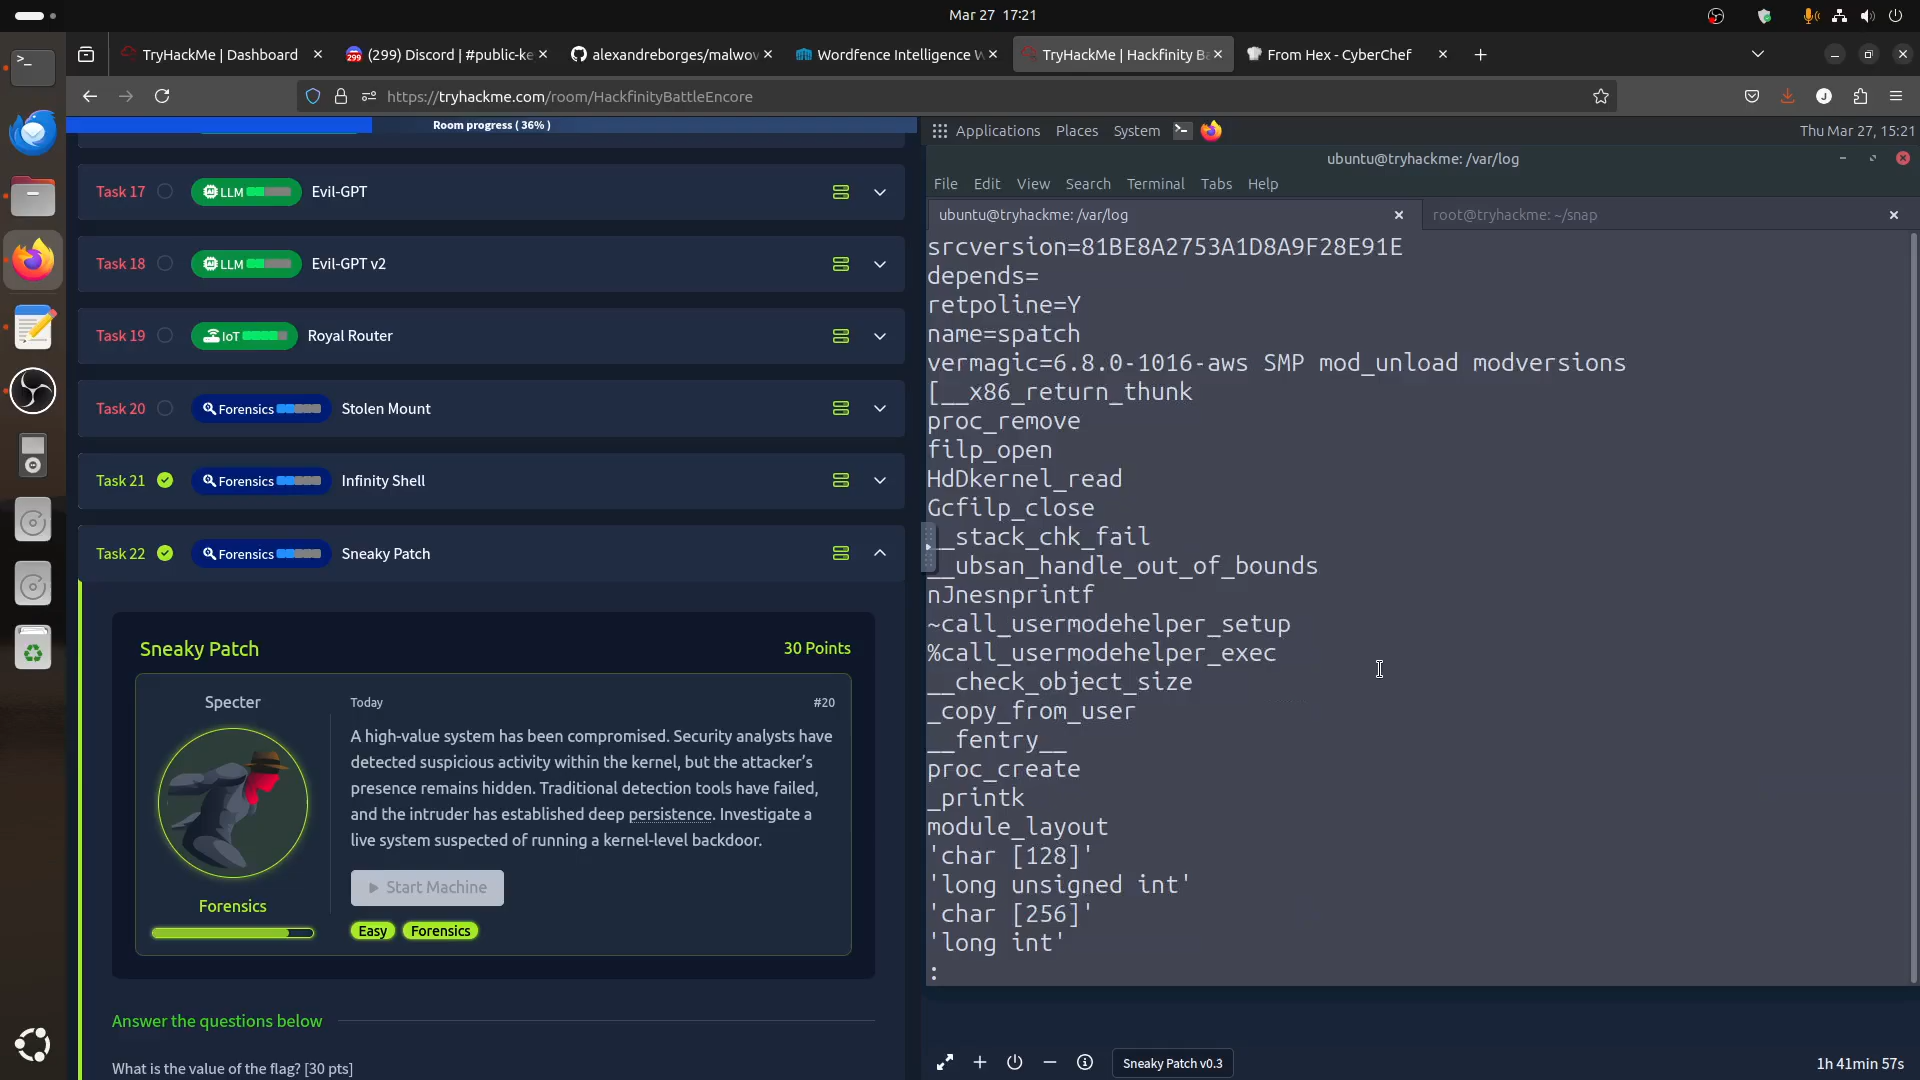 Mar 27 17:21
TryHackMe | Dashboard
(299) Discord | #public-ke
alexandreborges/malwov
Wordfence Intelligence W
TryHackMe | Hackfinity Ba
From Hex - CyberChef
https://tryhackme.com/room/HackfinityBattleEncore
Room progress ( 36% )
Task 17
LLM
Evil-GPT
Task 18
LLM
Evil-GPT v2
Task 19
IoT
Royal Router
Task 20
Forensics
Stolen Mount
Task 21
Forensics
Infinity Shell
Task 22
Forensics
Sneaky Patch
Sneaky Patch
30 Points
Specter
Today
#20
A high-value system has been compromised. Security analysts have
detected suspicious activity within the kernel, but the attacker's
presence remains hidden. Traditional detection tools have failed,
and the intruder has established deep persistence. Investigate a
live system suspected of running a kernel-level backdoor.
Start Machine
Forensics
Easy
Forensics
Answer the questions below
What is the value of the flag? [30 pts]
Applications
Places
System
Thu Mar 27, 15:21
ubuntu@tryhackme: /var/log
File
Edit
View
Search
Terminal
Tabs
Help
ubuntu@tryhackme: /var/log
root@tryhackme: ~/snap
srcversion=81BE8A2753A1D8A9F28E91E
depends=
retpoline=Y
name=spatch
vermagic=6.8.0-1016-aws SMP mod_unload modversions
[__x86_return_thunk
proc_remove
filp_open
HdDkernel_read
Gcfilp_close
__stack_chk_fail
__ubsan_handle_out_of_bounds
nJnesnprintf
~call_usermodehelper_setup
%call_usermodehelper_exec
__check_object_size
_copy_from_user
__fentry__
proc_create
_printk
module_layout
'char [128]'
'long unsigned int'
'char [256]'
'long int'
:
Sneaky Patch v0.3
1h 41min 57s